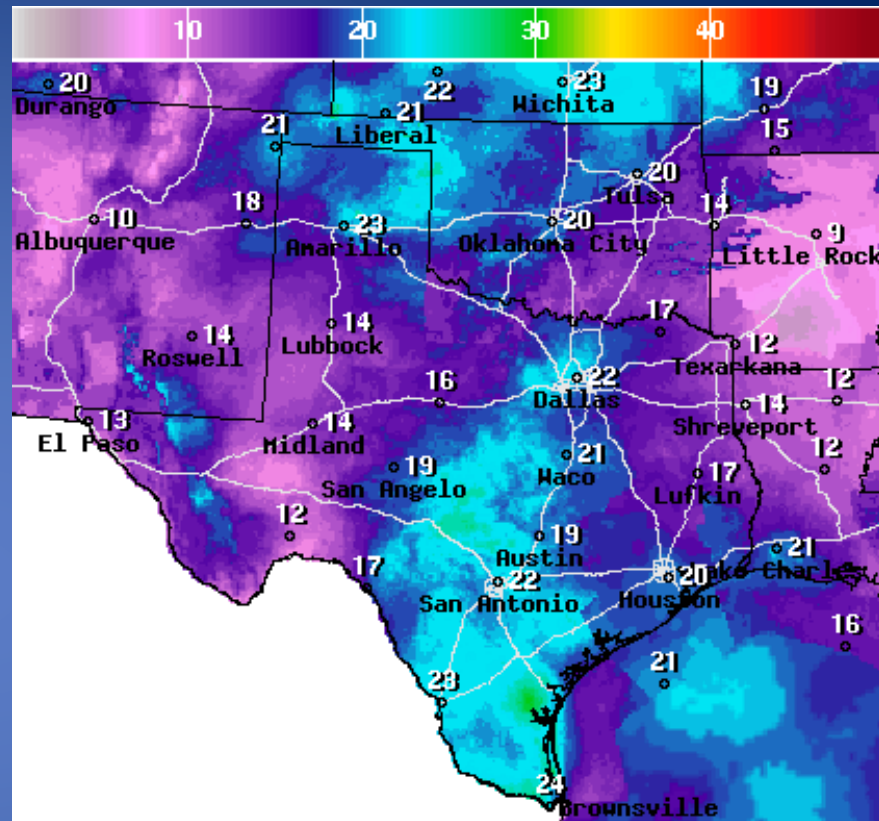 10 20 30 40
20 22 23 19
Durango Wichita
21 21 15
Liberal
20
Tulsa
10 18 23 20 14 9
Albuquerque Amarillo Oklahoma City Little Rock
14 14 17 12
Roswell Lubbock Texarkana
16 22 12
Dallas
13 14 14
El Paso Midland Shreveport
19 21 17 12
San Angelo Waco Lufkin
12 19 21
Austin Lake Charles
17 22 20
San Antonio Houston
16
23 21
24
Brownsville